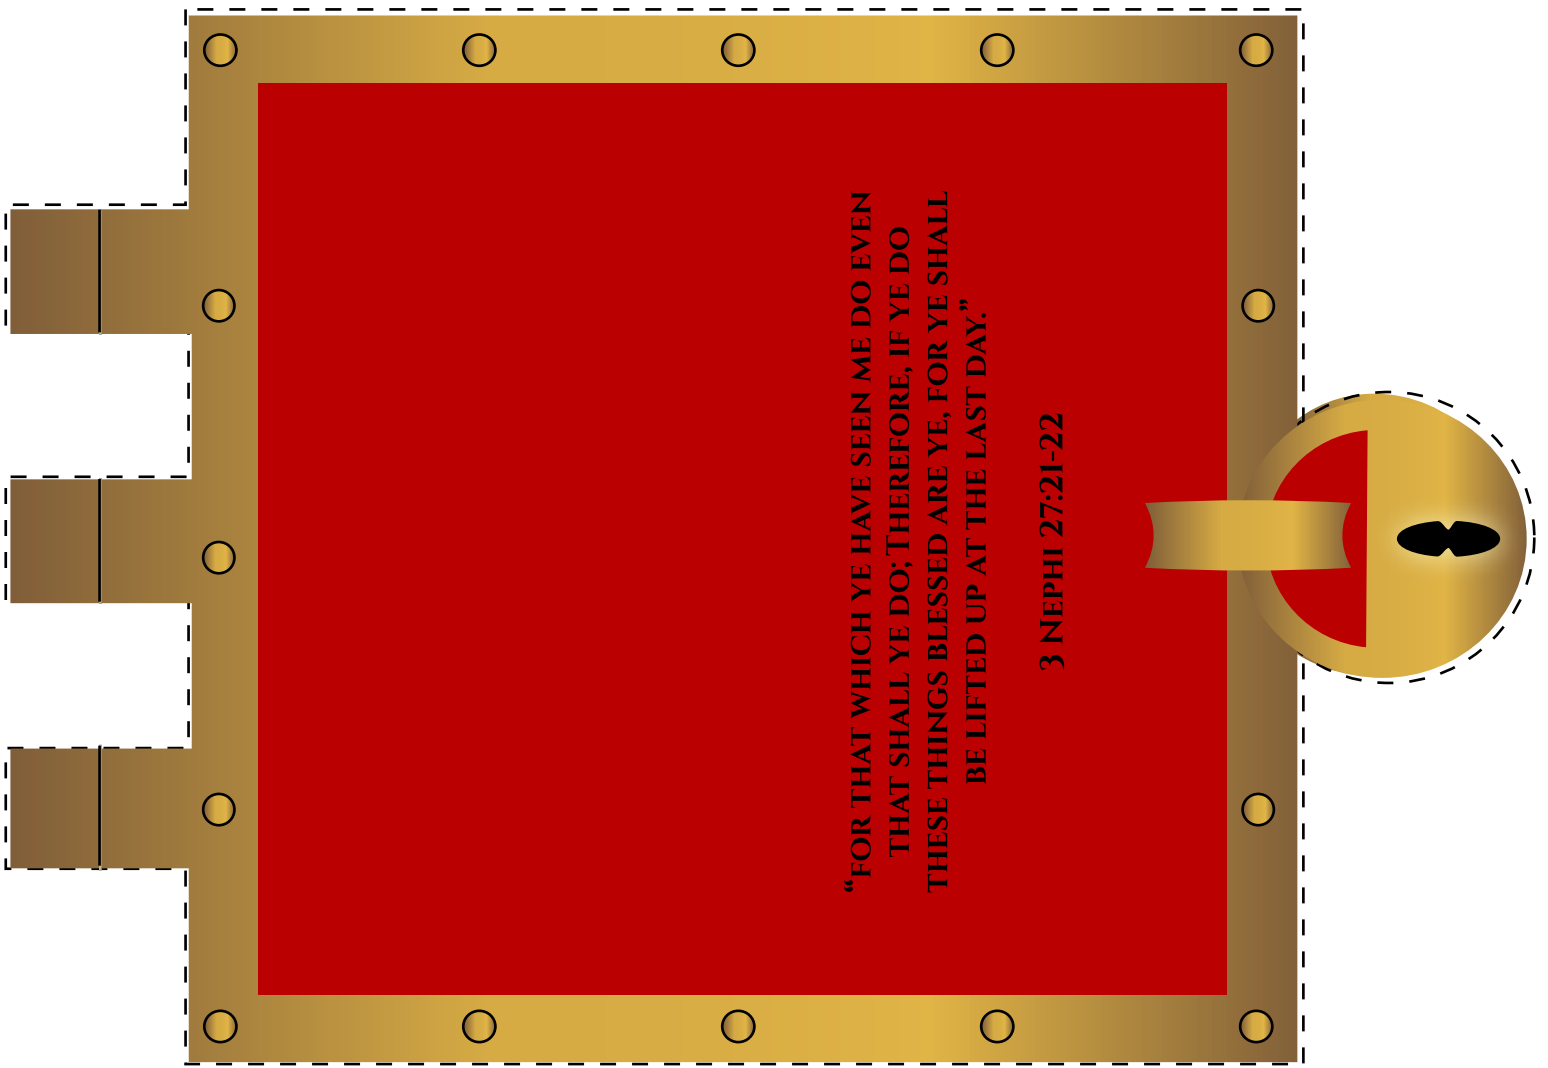 “For that which ye have seen me do even
that shall ye do; Therefore, if ye do
these things blessed are ye, for ye shall
be lifted up at the last day.”
3 Nephi 27:21-22